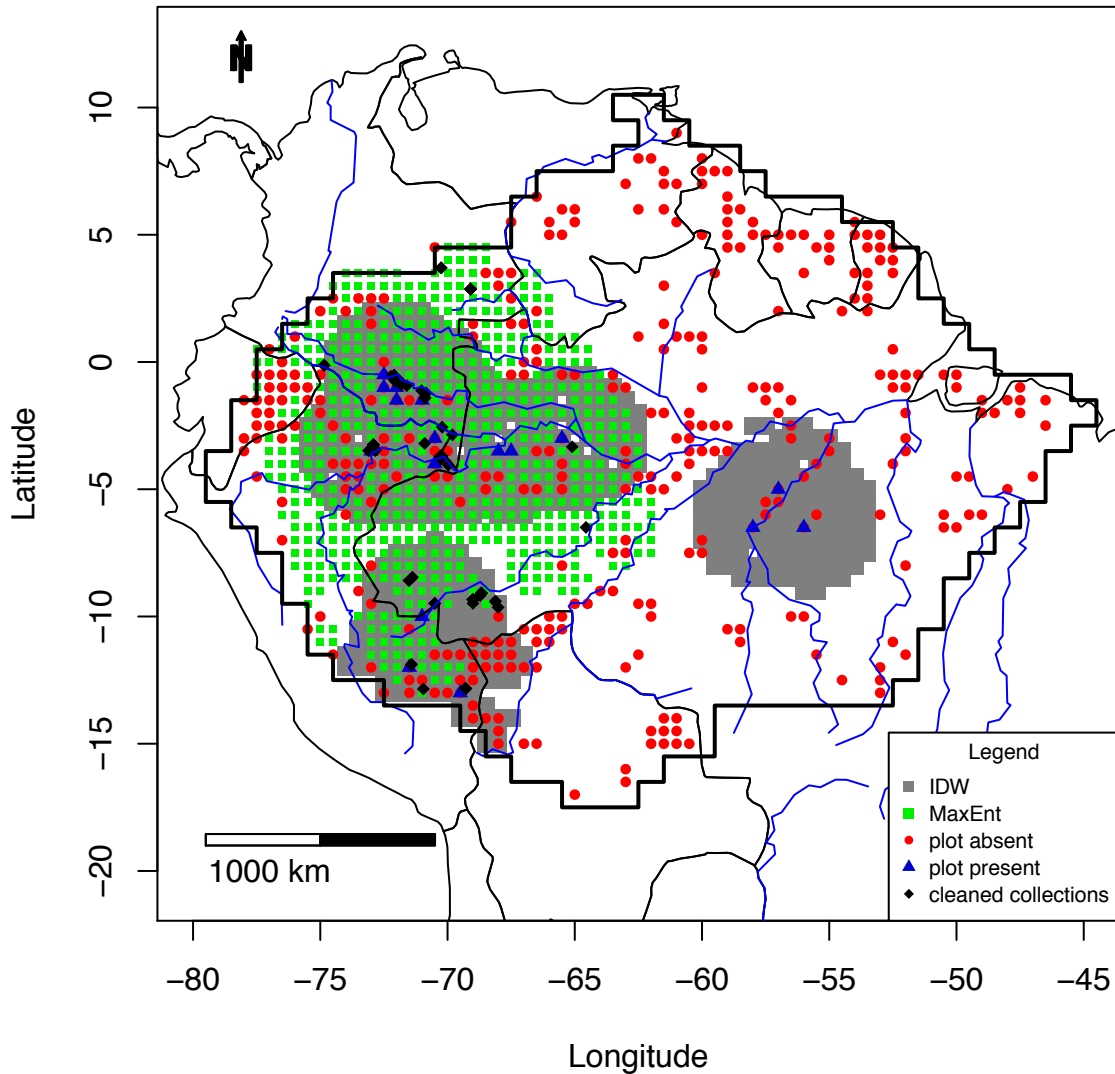 N
10
5
0
−5
−10
−15
−20
Latitude
1000 km
Legend
IDW
MaxEnt
plot absent
plot present
cleaned collections
−80
−75
−70
−65
−60
−55
−50
−45
Longitude